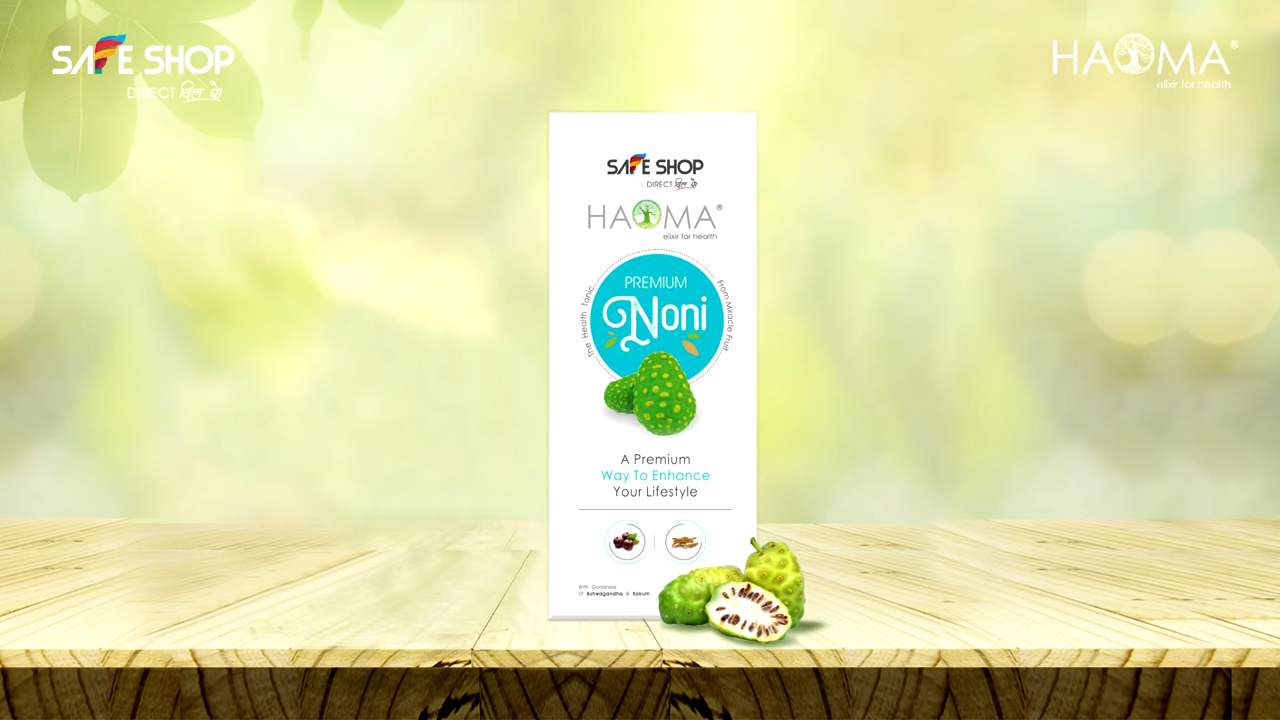 SAFE SHOP
DIRECT दिल से
HAOMA®
elixir for health
SAFE SHOP
DIRECT दिल से
HAOMA®
elixir for health
PREMIUM
Noni
The Health Tonic
From Miracle Fruit
A Premium
Way To Enhance
Your Lifestyle
With Goodness
of Ashwagandha & Kokum